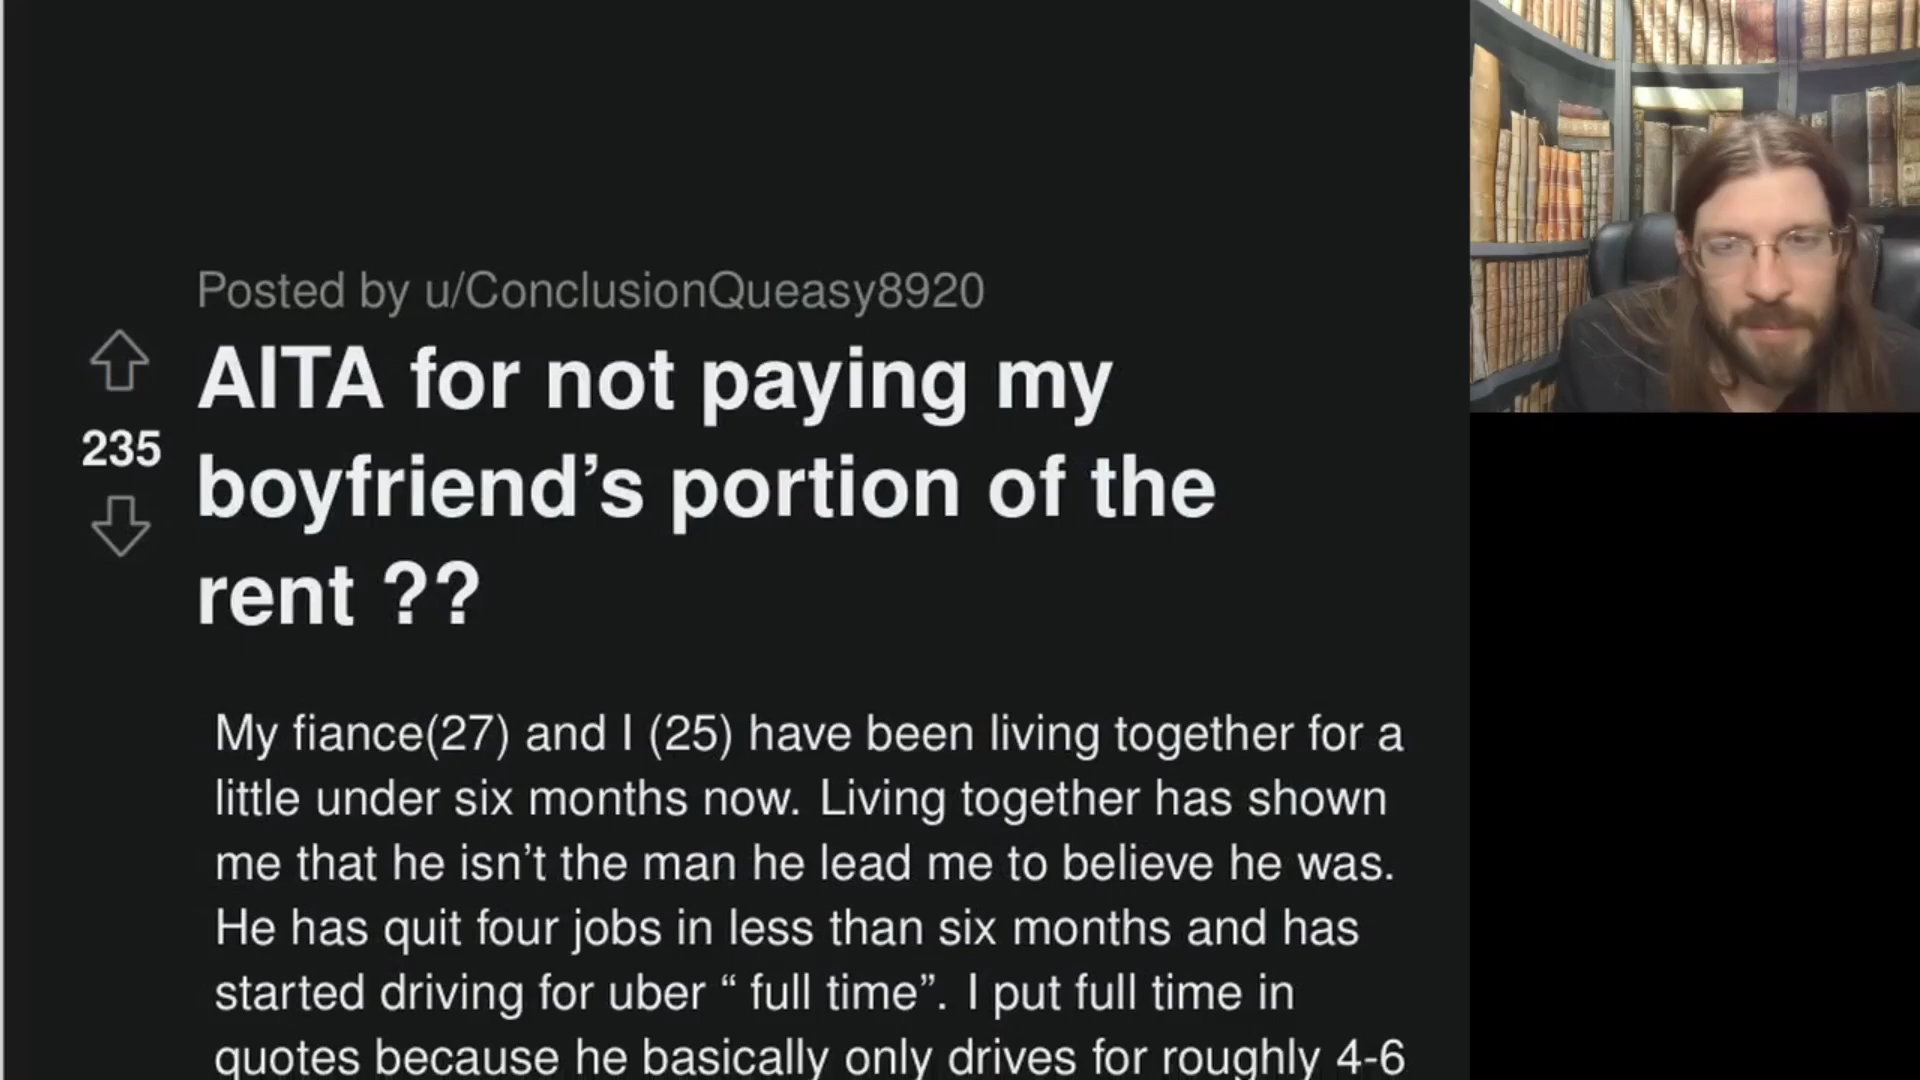 Posted by u/ConclusionQueasy8920
AITA for not paying my
235
boyfriend’s portion of the
rent ??
My fiance(27) and I (25) have been living together for a
little under six months now. Living together has shown
me that he isn’t the man he lead me to believe he was.
He has quit four jobs in less than six months and has
started driving for uber “ full time”. I put full time in
quotes because he basically only drives for roughly 4-6